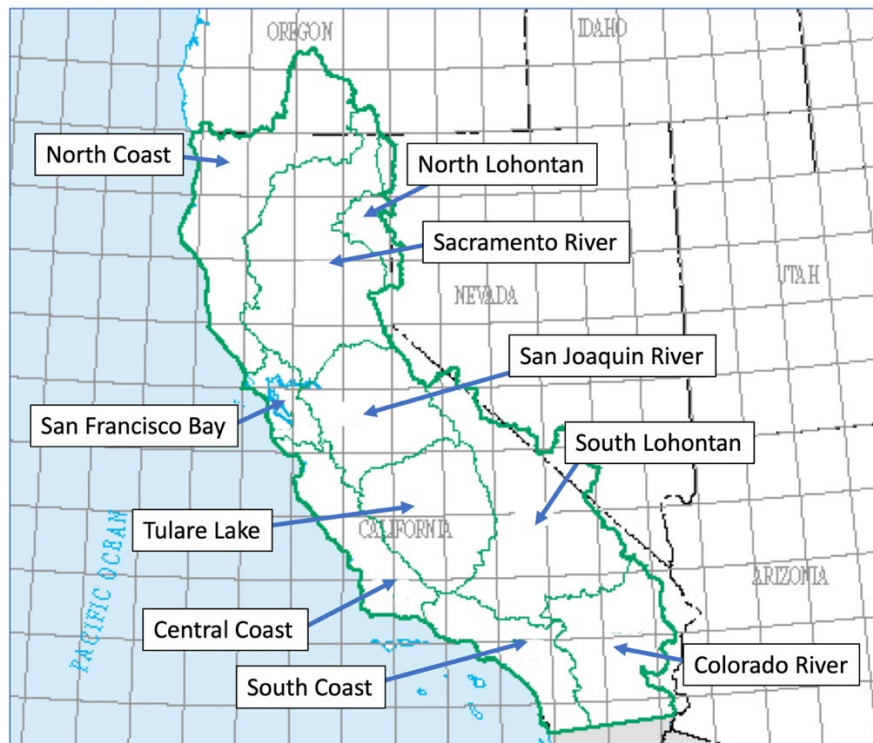 OREGON
IDAHO
North Coast
North Lohontan
Sacramento River
UTAH
NEVADA
San Joaquin River
San Francisco Bay
South Lohontan
Tulare Lake
CALIFORNIA
ARIZONIA
PACIFIC OCEAN
Central Coast
South Coast
Colorado River